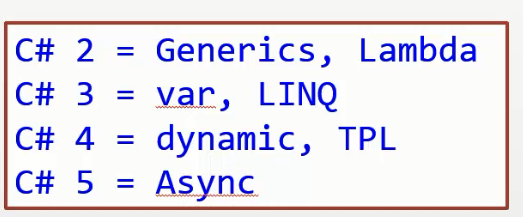 C# 2 = Generics, Lambda
C# 3 = var, LINQ
C# 4 = dynamic, TPL
C# 5 = Async